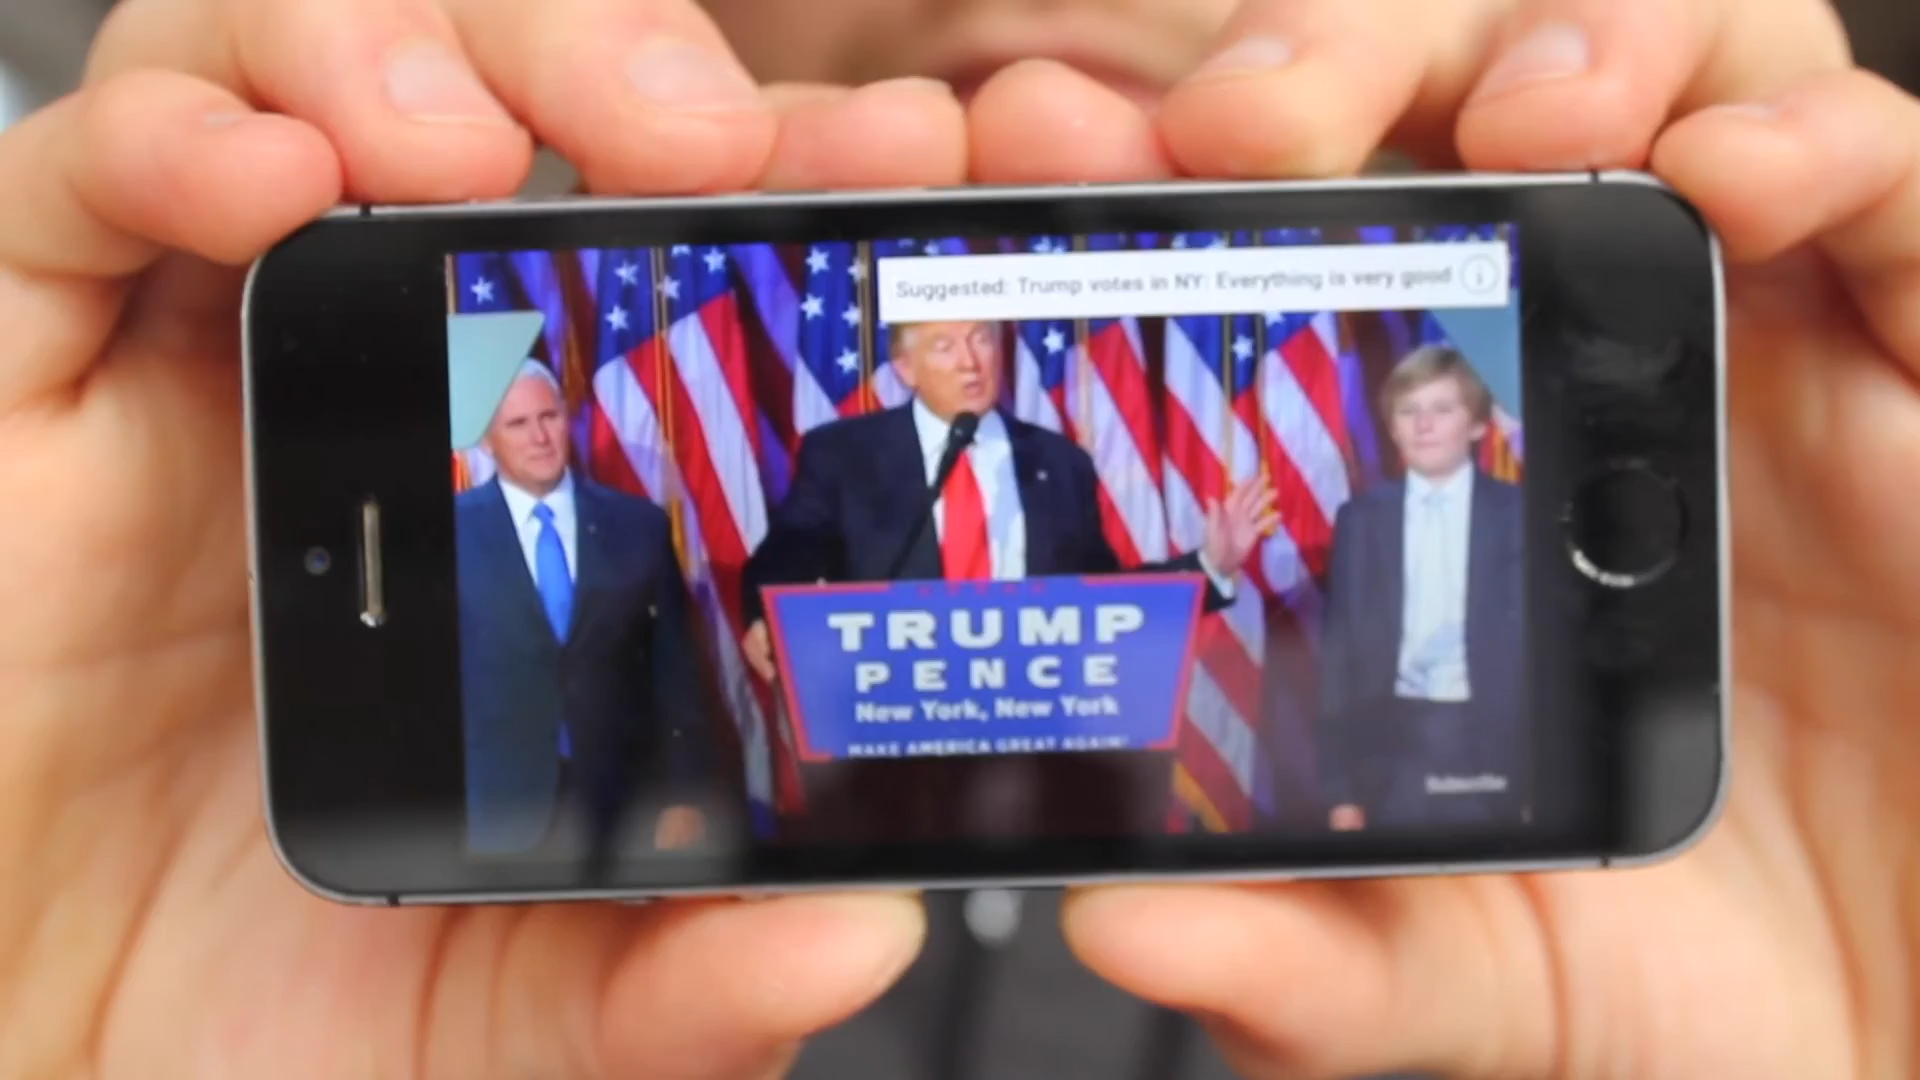 Suggested: Trump votes in NY: Everything is very good
TRUMP
PENCE
New York, New York
MAKE AMERICA GREAT AGAIN!
Subscribe